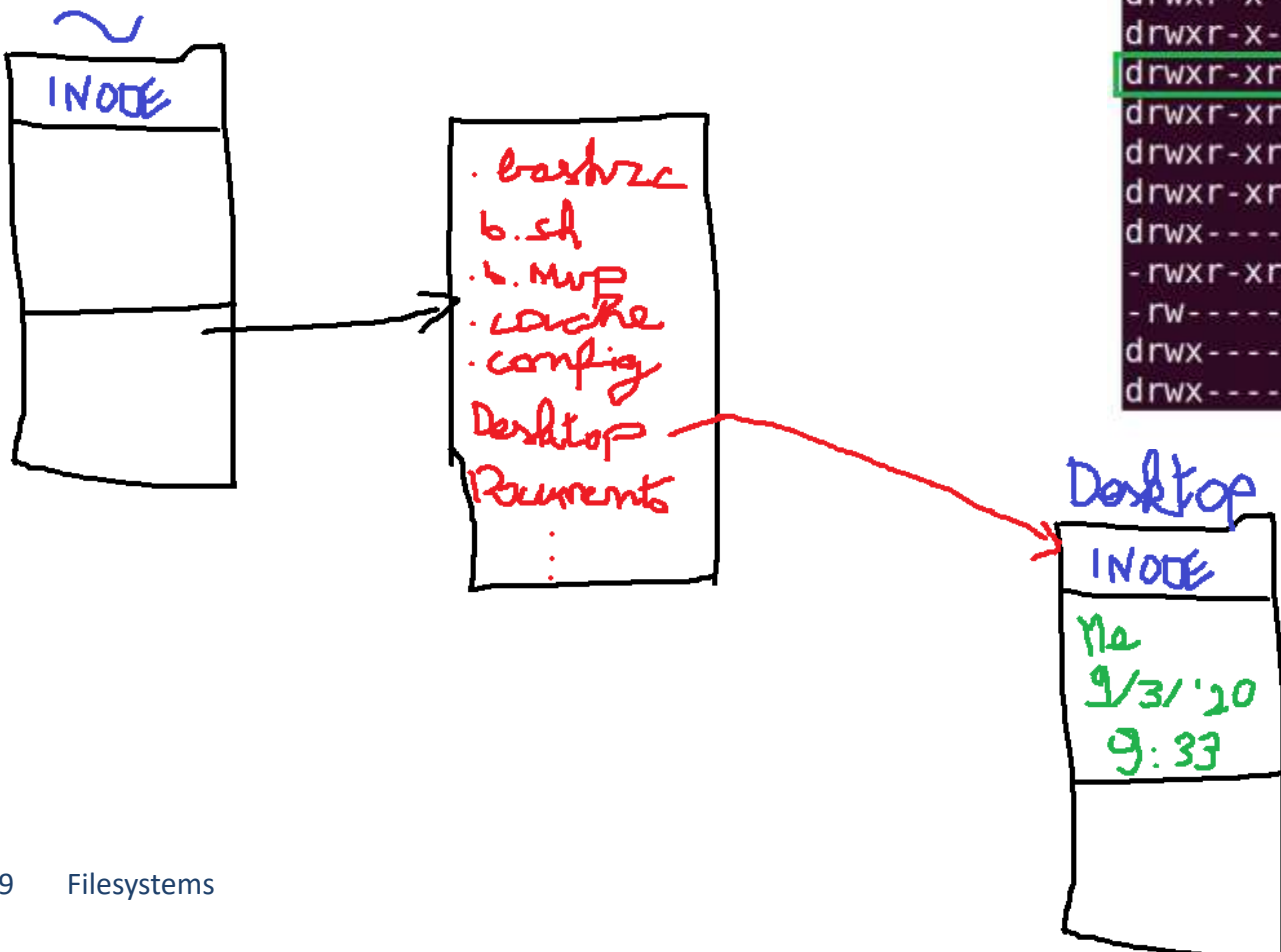 ~
INODE
.bashrc
b.sh
.cache
.config
Desktop
Documents
drwxr-x-
drwxr-xr
drwxr-xr
drwxr-xr
drwxr-xr
drwx----
-rwxr-xr
-rw-----
drwx----
drwx----
Desktop
INODE
Me
9/3/'20
9:33
9 Filesystems